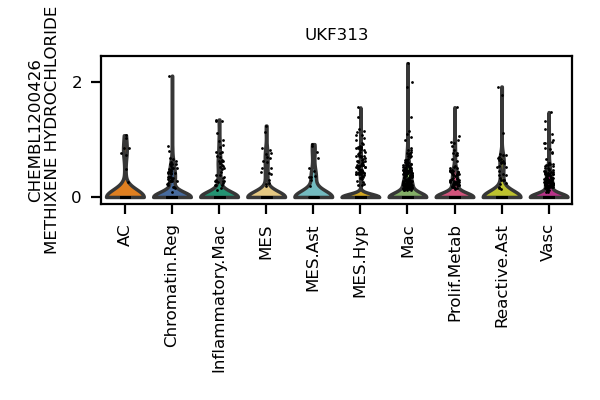 UKF313
CHEMBL1200426
METHIXENE HYDROCHLORIDE
2
0
AC
Chromatin.Reg
Inflammatory.Mac
MES
MES.Ast
MES.Hyp
Mac
Prolif.Metab
Reactive.Ast
Vasc